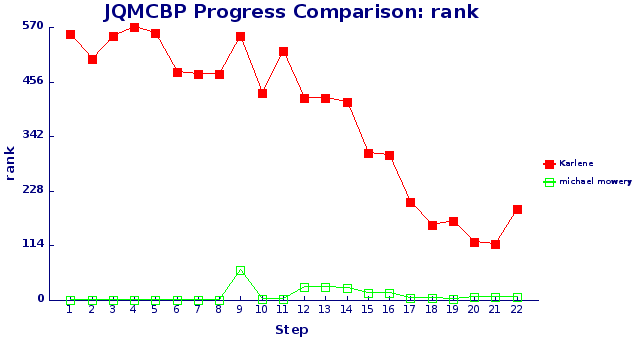 JQMCBP Progress Comparison: rank
570
456
342
228
114
0
rank
1 2 3 4 5 6 7 8 9 10 11 12 13 14 15 16 17 18 19 20 21 22
Step
Karlene
michael mowery